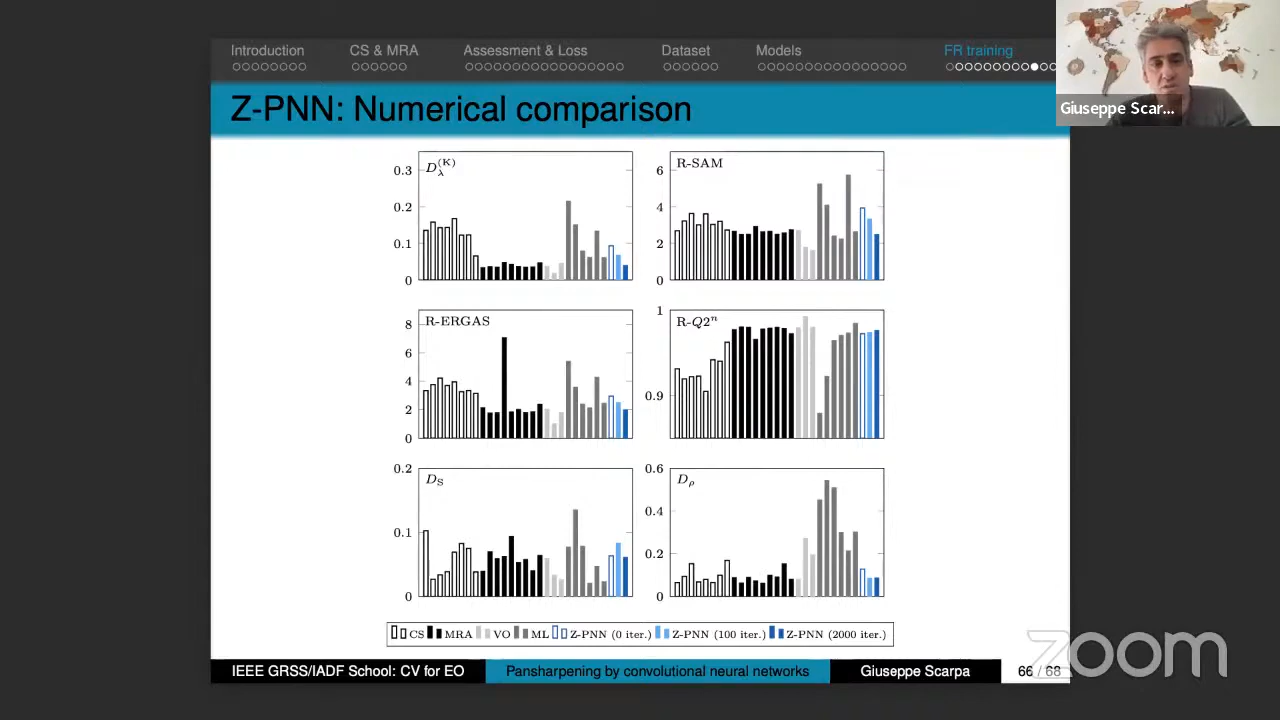 Introduction CS & MRA Assessment & Loss Dataset Models FR training
Giuseppe Scar...
Z-PNN: Numerical comparison
D_λ^(K)
0.3
0.2
0.1
0
R-SAM
6
4
2
0
R-ERGAS
8
6
4
2
0
R-Q2ⁿ
1
0.9
D_S
0.2
0.1
0
D_ρ
0.6
0.4
0.2
0
CS MRA VO ML Z-PNN (0 iter.) Z-PNN (100 iter.) Z-PNN (2000 iter.)
IEEE GRSS/IADF School: CV for EO Pansharpening by convolutional neural networks Giuseppe Scarpa 66 / 68
zoom